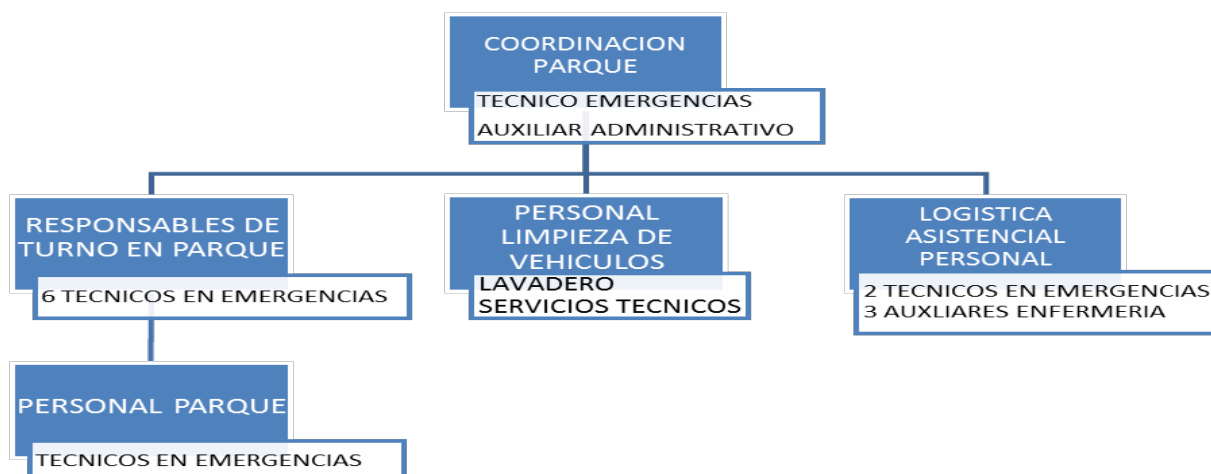 COORDINACION
PARQUE
TECNICO EMERGENCIAS
AUXILIAR ADMINISTRATIVO
RESPONSABLES DE
TURNO EN PARQUE
6 TECNICOS EN EMERGENCIAS
PERSONAL
LIMPIEZA DE
VEHICULOS
LAVADERO
SERVICIOS TECNICOS
LOGISTICA
ASISTENCIAL
PERSONAL
2 TECNICOS EN EMERGENCIAS
3 AUXLIARES ENFERMERIA
PERSONAL PARQUE
TECNICOS EN EMERGENCIAS